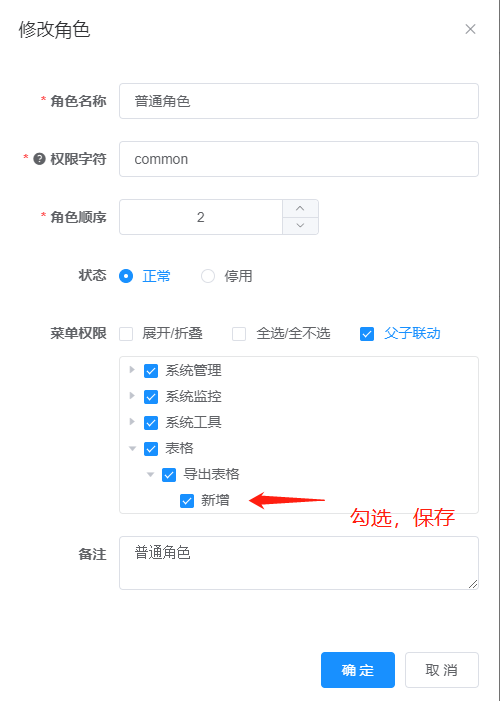 修改角色
* 角色名称 普通角色
* 权限字符 common
* 角色顺序 2
状态 正常 停用
菜单权限 展开/折叠 全选/全不选 父子联动
系统管理
系统监控
系统工具
表格
导出表格
新增
勾选，保存
备注 普通角色
确定 取消